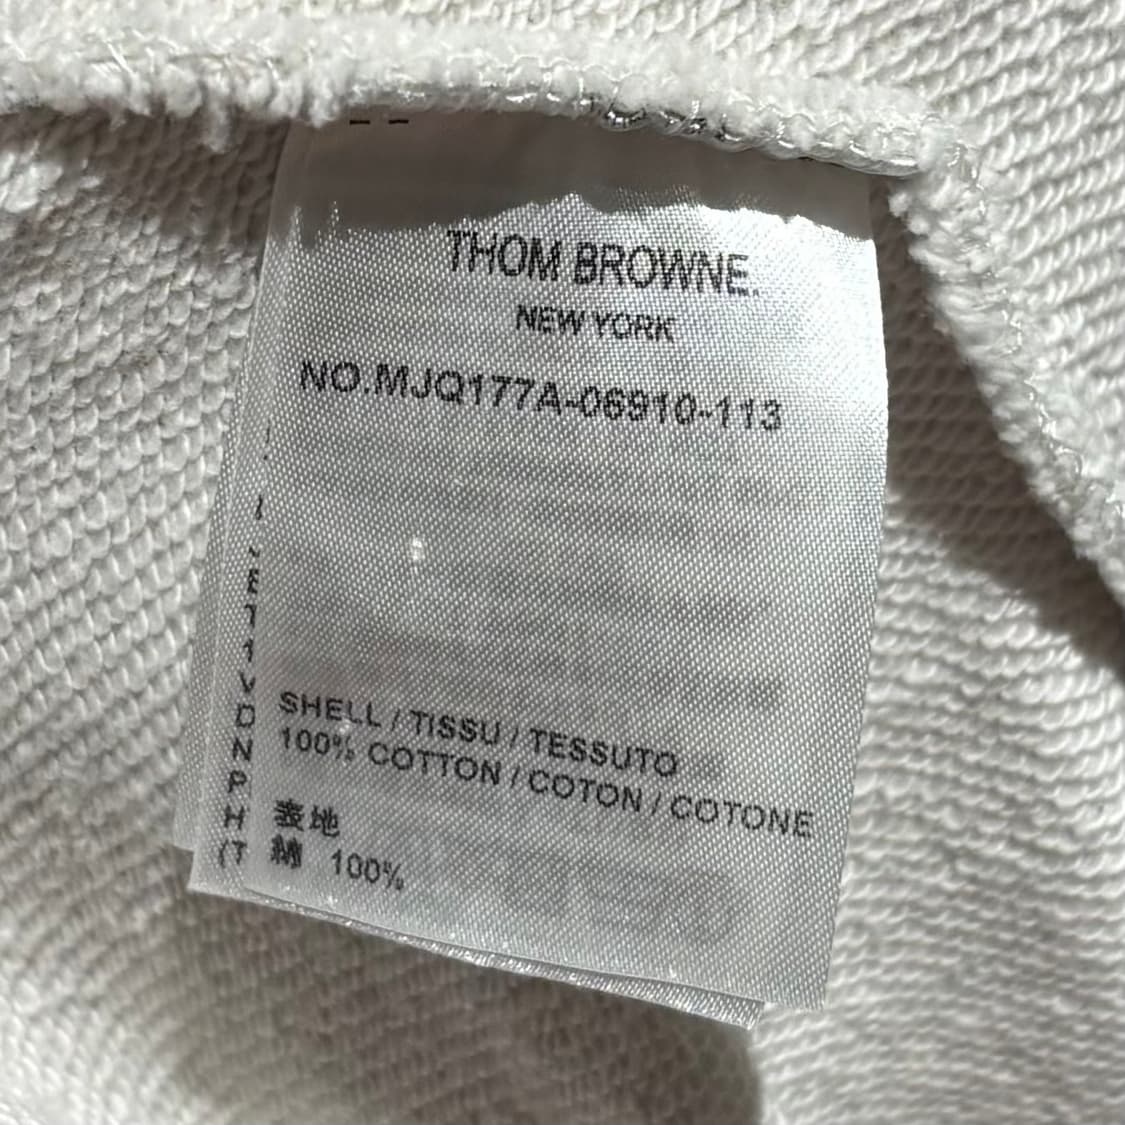 THOM BROWNE.
NEW YORK
NO.MJQ177A-06910-113
SHELL / TISSU / TESSUTO
100% COTTON / COTON / COTONE
表地
綿 100%